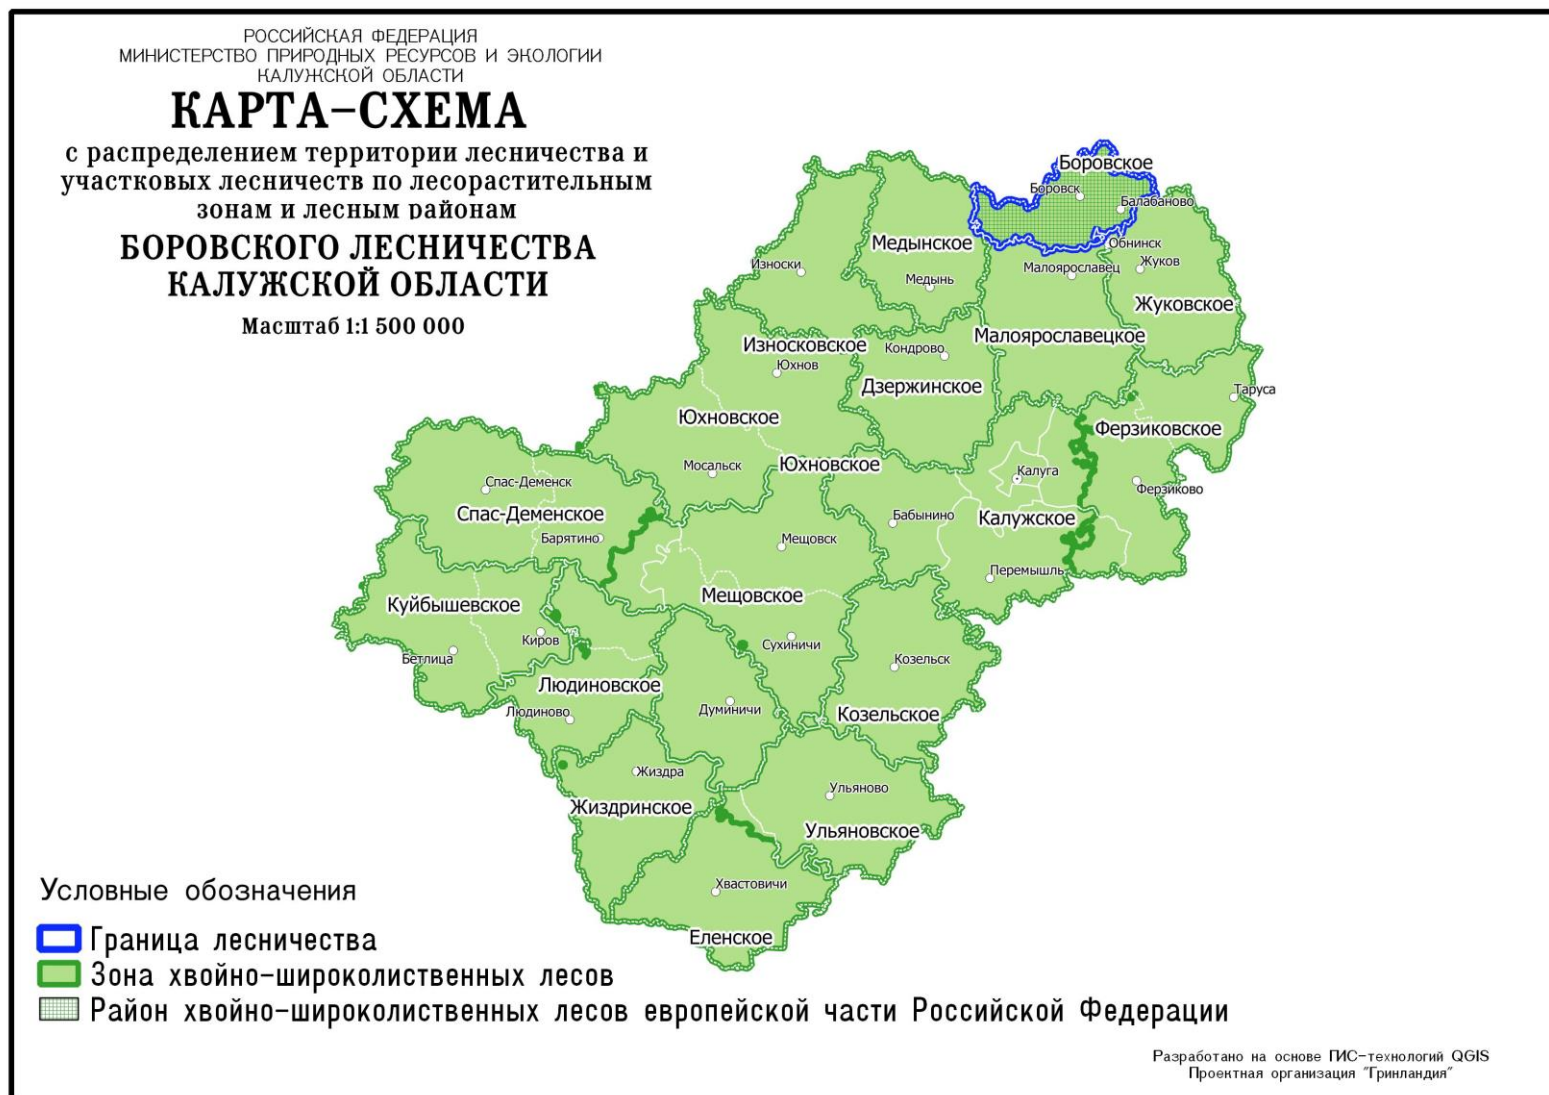 РОССИЙСКАЯ ФЕДЕРАЦИЯ
МИНИСТЕРСТВО ПРИРОДНЫХ РЕСУРСОВ И ЭКОЛОГИИ
КАЛУЖСКОЙ ОБЛАСТИ
КАРТА-СХЕМА
с распределением территории лесничества и
участковых лесничеств по лесорастительным
зонам и лесным районам
БОРОВСКОГО ЛЕСНИЧЕСТВА
КАЛУЖСКОЙ ОБЛАСТИ
Масштаб 1:1 500 000
Боровское
Боровск
Балабаново
Медынское
Обнинск
Износки
Малоярославец
Жуков
Медынь
Жуковское
Малоярославецкое
Износковское
Кондрово
Юхнов
Дзержинское
Таруса
Юхновское
Ферзиковское
Мосальск
Юхновское
Калуга
Спас-Деменск
Ферзиково
Спас-Деменское
Бабынино
Калужское
Барятино
Мещовск
Перемышль
Мещовское
Куйбышевское
Киров
Сухиничи
Бетлица
Козельск
Людиновское
Людиново
Думиничи
Козельское
Жиздра
Ульяново
Жиздринское
Ульяновское
Хвастовичи
Еленское
Условные обозначения
Граница лесничества
Зона хвойно-широколиственных лесов
Район хвойно-широколиственных лесов европейской части Российской Федерации
Разработано на основе ГИС-технологий QGIS
Проектная организация "Гринландия"